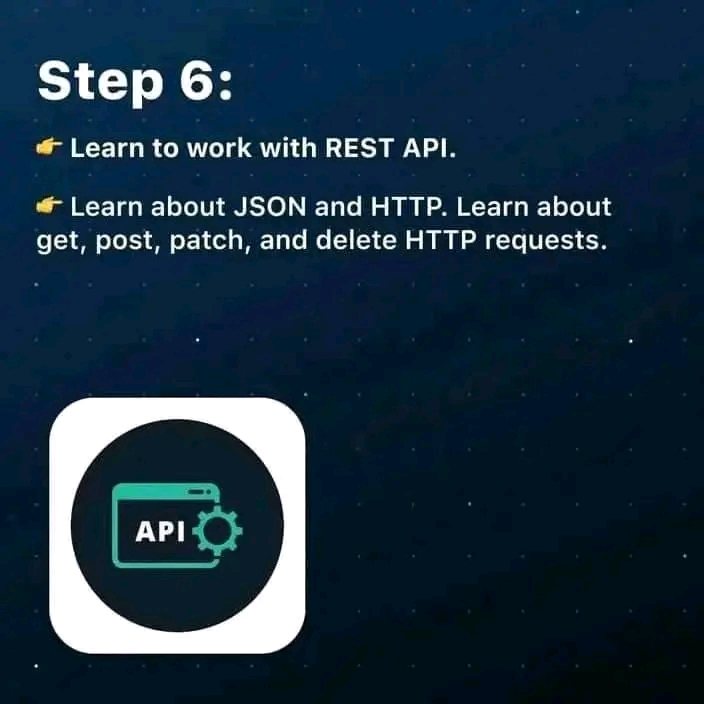 Step 6:
👉 Learn to work with REST API.
👉 Learn about JSON and HTTP. Learn about
get, post, patch, and delete HTTP requests.
API